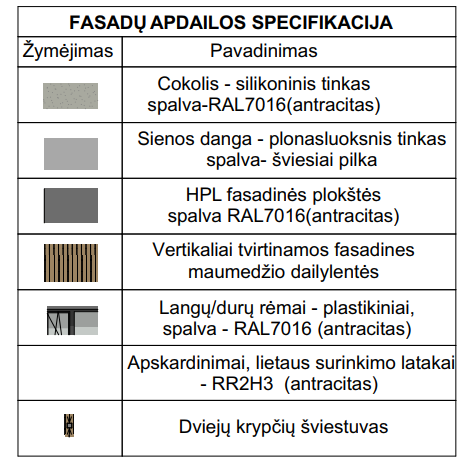 FASADŲ APDAILOS SPECIFIKACIJA
Žymėjimas Pavadinimas
Cokolis - silikoninis tinkas
spalva-RAL7016(antracitas)
Sienos danga - plonasluoksnis tinkas
spalva- šviesiai pilka
HPL fasadinės plokštės
spalva RAL7016(antracitas)
Vertikaliai tvirtinamos fasadines
maumedžio dailylentės
Langų/durų rėmai - plastikiniai,
spalva - RAL7016 (antracitas)
Apskardinimai, lietaus surinkimo latakai
- RR2H3 (antracitas)
Dviejų krypčių šviestuvas